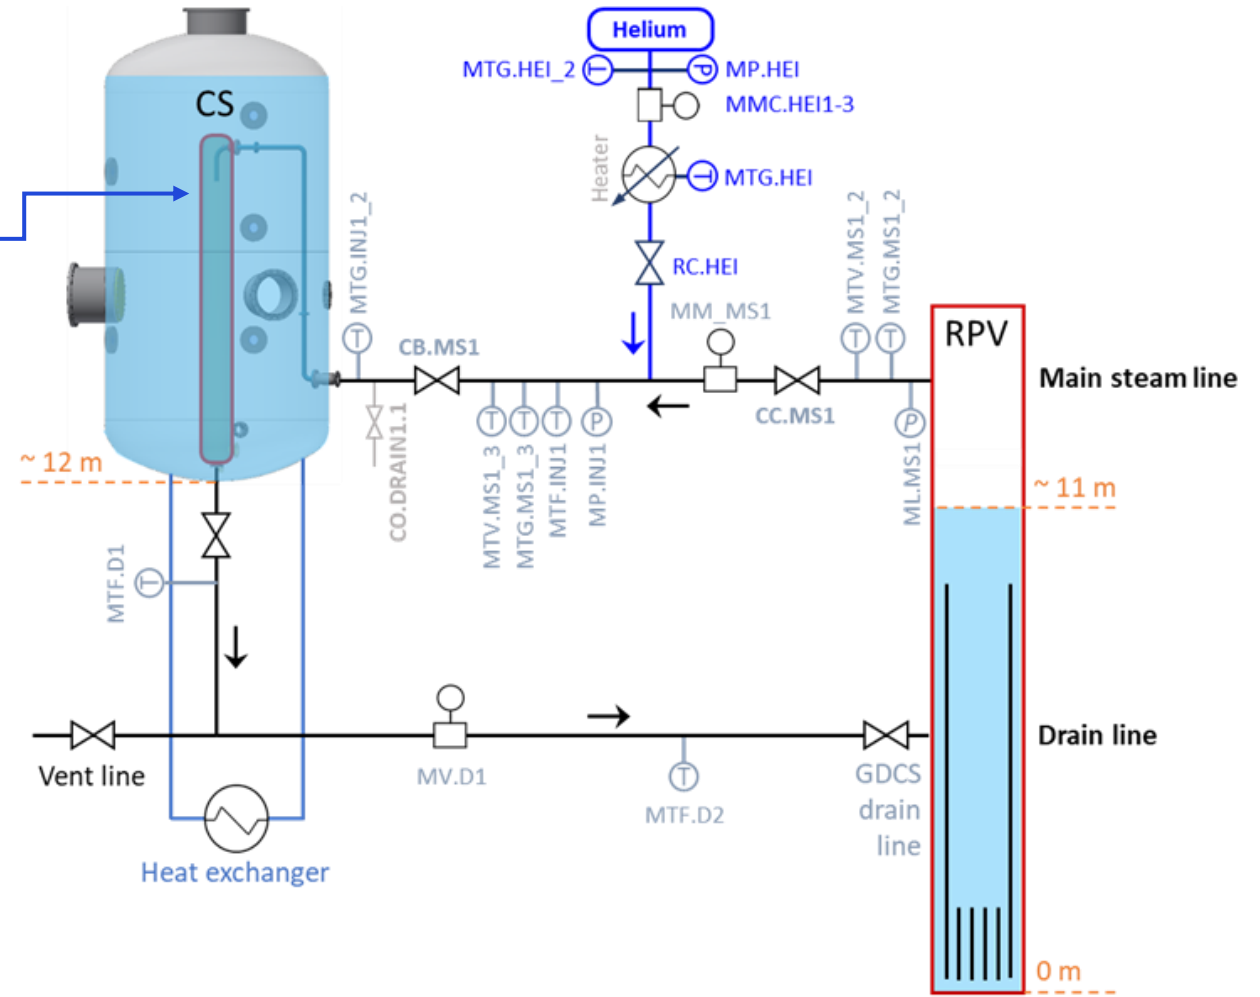 Helium
MTG.HEI_2
T
P
MP.HEI
CS
MMC.HEI1-3
Heater
T
MTG.HEI
MTG.INJ1_2
MTV.MS1_2
MTG.MS1_2
RC.HEI
MM_MS1
RPV
T
CB.MS1
T
T
Main steam line
CC.MS1
CO.DRAIN1.1
T
T
T
P
P
MTV.MS1_3
MTG.MS1_3
MTF.INJ1
MP.INJ1
ML.MS1
~ 12 m
~ 11 m
MTF.D1
T
Drain line
Vent line
MV.D1
T
MTF.D2
GDCS
drain
line
Heat exchanger
0 m